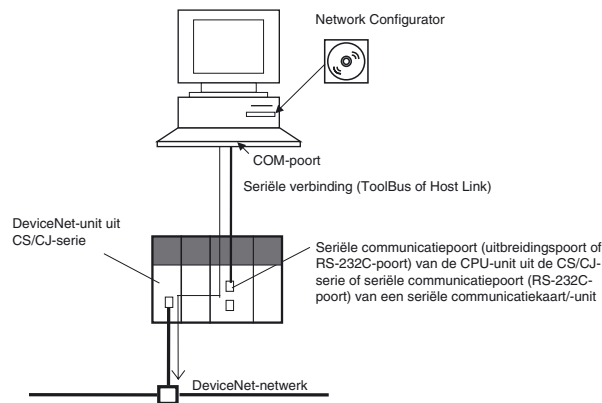 Network Configurator
COM-poort
Seriële verbinding (ToolBus of Host Link)
DeviceNet-unit uit
CS/CJ-serie
Seriële communicatiepoort (uitbreidingspoort of
RS-232C-poort) van de CPU-unit uit de CS/CJ-
serie of seriële communicatiepoort (RS-232C-
poort) van een seriële communicatiekaart/-unit
DeviceNet-netwerk